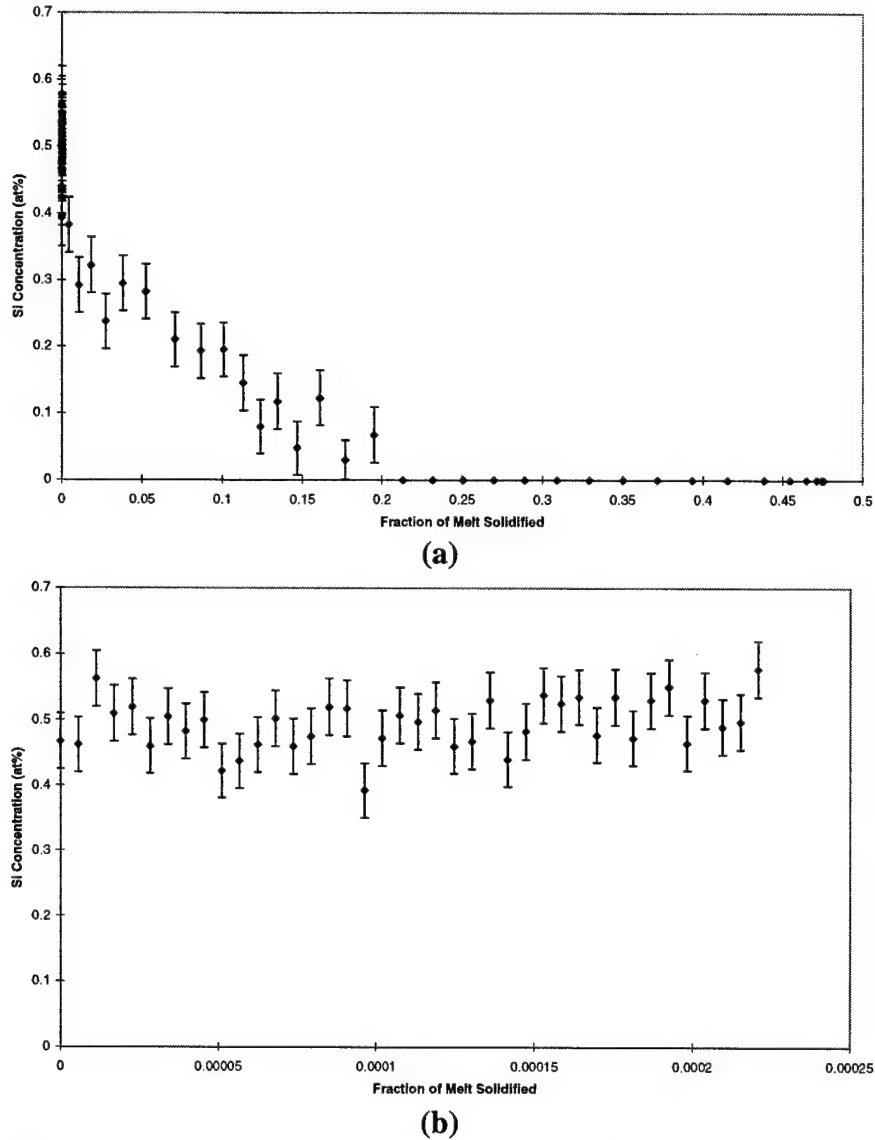 0.7
0.6
0.5
0.4
0.3
0.2
0.1
0
Si Concentration (at%)
0 0.05 0.1 0.15 0.2 0.25 0.3 0.35 0.4 0.45 0.5
Fraction of Melt Solidified
(a)
0.7
0.6
0.5
0.4
0.3
0.2
0.1
0
Si Concentration (at%)
0 0.00005 0.0001 0.00015 0.0002 0.00025
Fraction of Melt Solidified
(b)